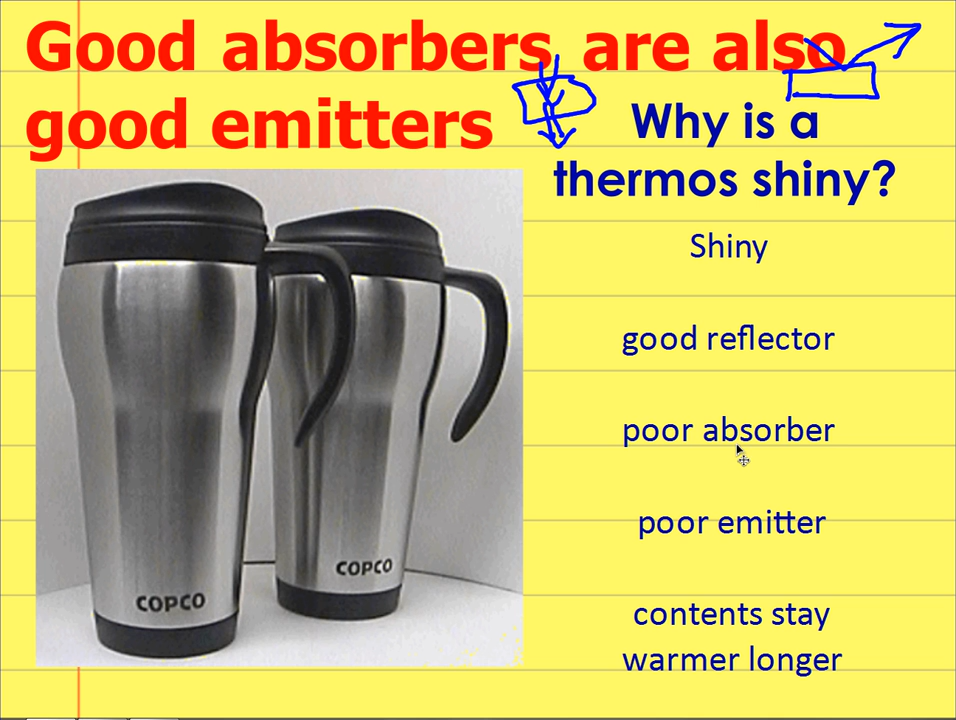 Good absorbers are also
good emitters
Why is a
thermos shiny?
Shiny
good reflector
poor absorber
poor emitter
contents stay
warmer longer
COPCO
COPCO